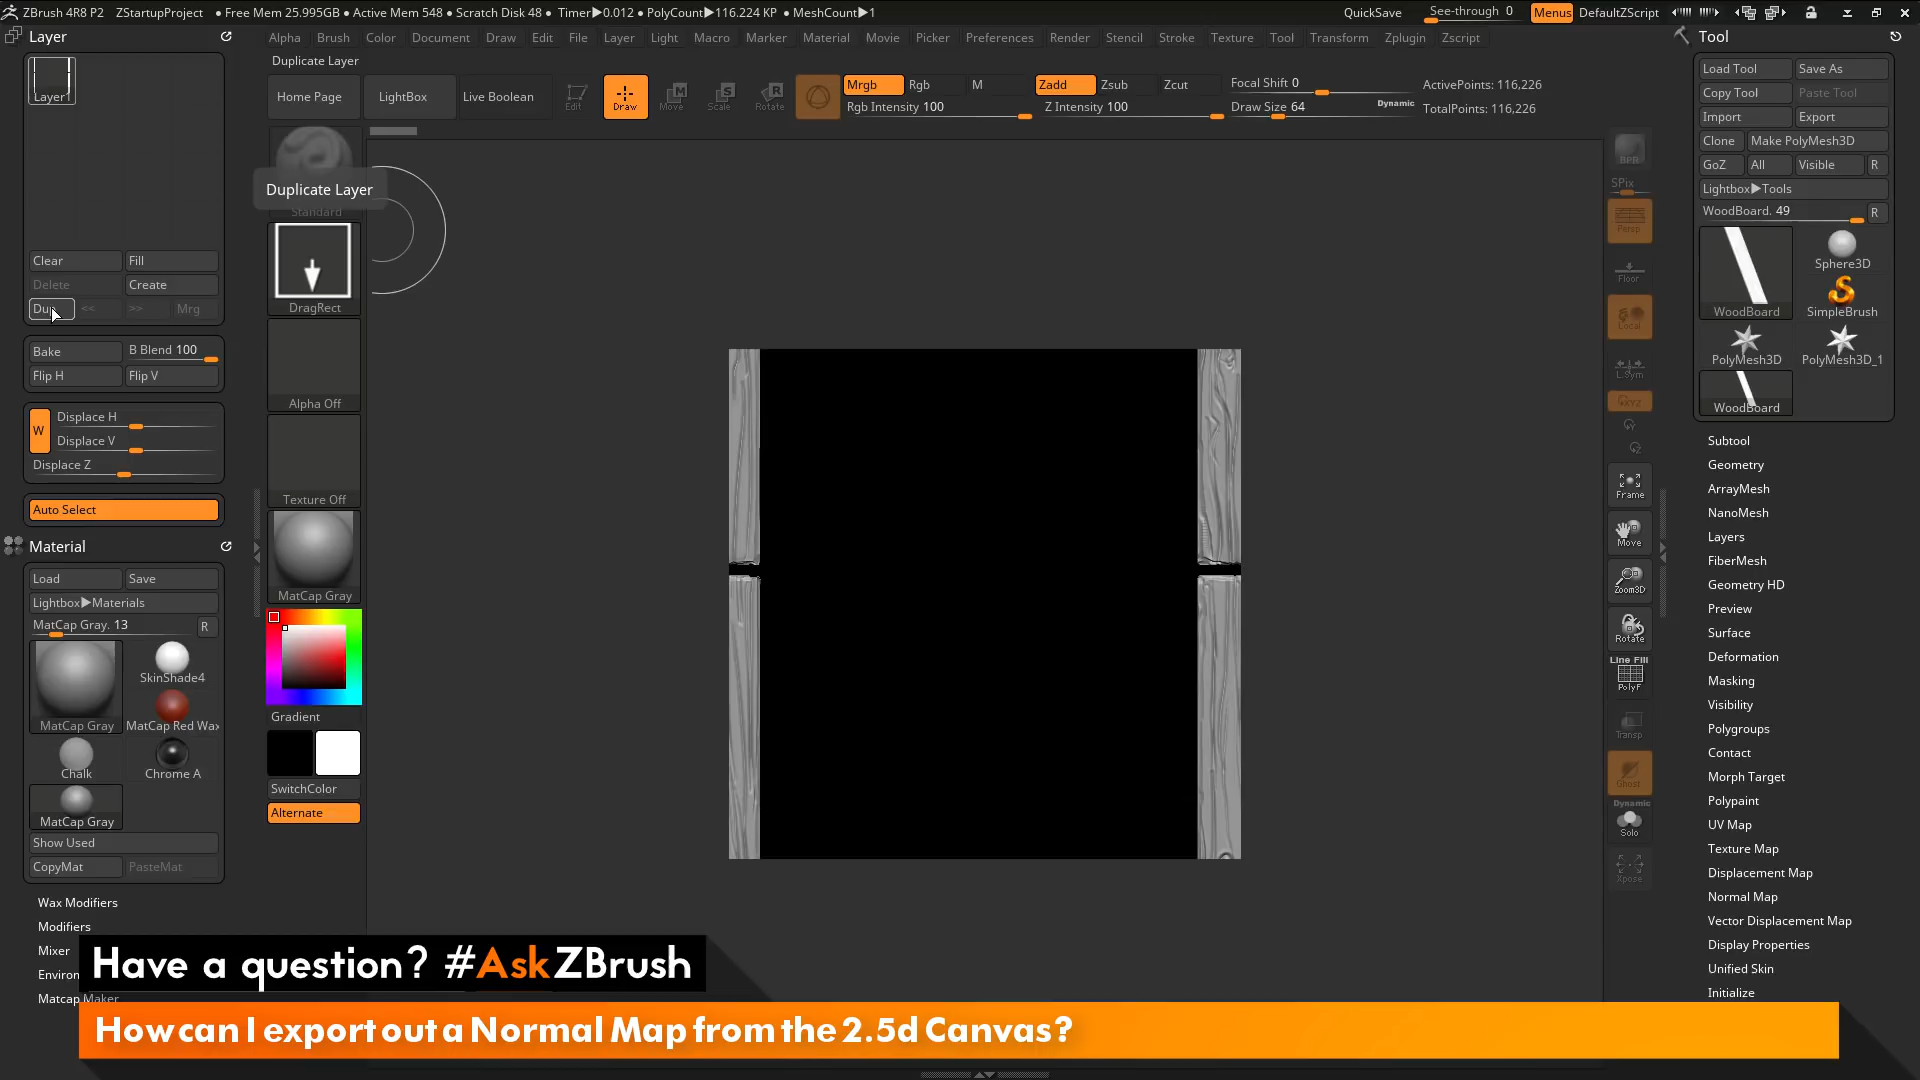 ZBrush 4R8 P2 ZStartupProject • Free Mem 25.995GB • Active Mem 548 • Scratch Disk 48 • Timer▶0.012 • PolyCount▶116.224 KP • MeshCount▶1 QuickSave See-through 0 Menus DefaultZScript
Layer
Alpha Brush Color Document Draw Edit File Layer Light Macro Marker Material Movie Picker Preferences Render Stencil Stroke Texture Tool Transform Zplugin Zscript
Tool
Duplicate Layer
Home Page LightBox Live Boolean Edit Draw Move Scale Rotate
Mrgb Rgb M Zadd Zsub Zcut Focal Shift 0 ActivePoints: 116,226
Rgb Intensity 100 Z Intensity 100 Draw Size 64 Dynamic TotalPoints: 116,226
Layer1
Clear Fill
Delete Create
Dup << >> Mrg
Bake B Blend 100
Flip H Flip V
W
Displace H
Displace V
Displace Z
Auto Select
Material
Load Save
Lightbox▶Materials
MatCap Gray. 13 R
SkinShade4
MatCap Gray MatCap Red Wax
Chalk Chrome A
MatCap Gray
Show Used
CopyMat PasteMat
Wax Modifiers
Modifiers
Mixer
Environ
Matcap Maker
Duplicate Layer
Standard
DragRect
Alpha Off
Texture Off
MatCap Gray
Gradient
SwitchColor
Alternate
BPR
SPix
Persp
Floor
Local
L.Sym
Frame
Move
Zoom3D
Rotate
Line Fill
PolyF
Transp
Ghost
Dynamic
Solo
Xpose
Load Tool Save As
Copy Tool Paste Tool
Import Export
Clone Make PolyMesh3D
GoZ All Visible R
Lightbox▶Tools
WoodBoard. 49 R
Sphere3D
WoodBoard SimpleBrush
PolyMesh3D PolyMesh3D_1
WoodBoard
Subtool
Geometry
ArrayMesh
NanoMesh
Layers
FiberMesh
Geometry HD
Preview
Surface
Deformation
Masking
Visibility
Polygroups
Contact
Morph Target
Polypaint
UV Map
Texture Map
Displacement Map
Normal Map
Vector Displacement Map
Display Properties
Unified Skin
Initialize
Have a question? #AskZBrush
How can I export out a Normal Map from the 2.5d Canvas?